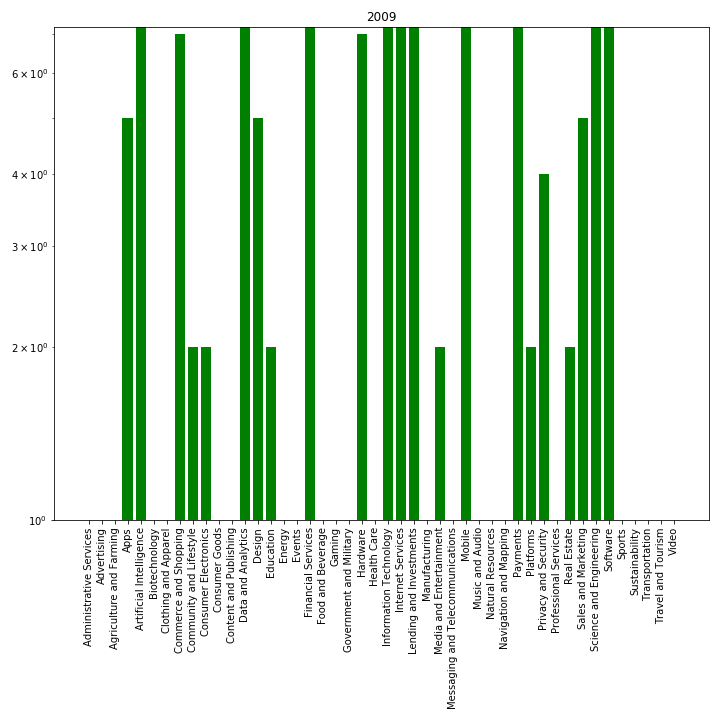 2009
6 × 10⁰
4 × 10⁰
3 × 10⁰
2 × 10⁰
10⁰
Administrative Services
Advertising
Agriculture and Farming
Apps
Artificial Intelligence
Biotechnology
Clothing and Apparel
Commerce and Shopping
Community and Lifestyle
Consumer Electronics
Consumer Goods
Content and Publishing
Data and Analytics
Design
Education
Energy
Events
Financial Services
Food and Beverage
Gaming
Government and Military
Hardware
Health Care
Information Technology
Internet Services
Lending and Investments
Manufacturing
Media and Entertainment
Messaging and Telecommunications
Mobile
Music and Audio
Natural Resources
Navigation and Mapping
Payments
Platforms
Privacy and Security
Professional Services
Real Estate
Sales and Marketing
Science and Engineering
Software
Sports
Sustainability
Transportation
Travel and Tourism
Video